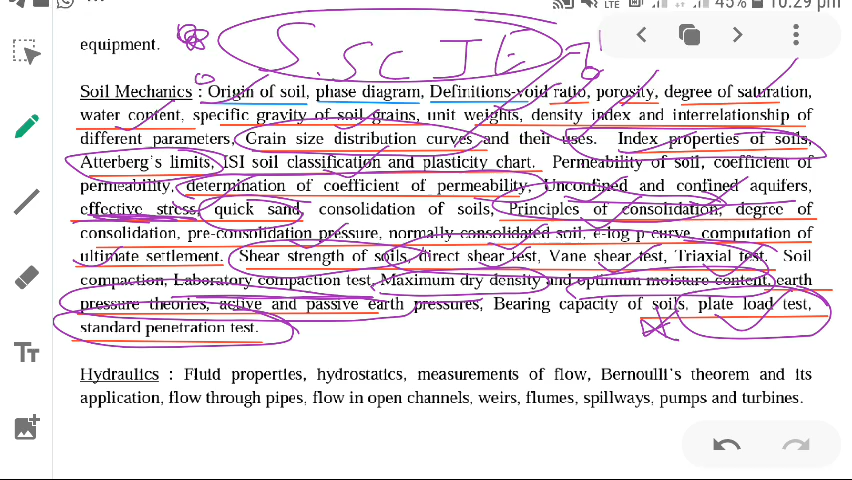 LTE 45% 10.29 pm
equipment.
S.SC JE
Soil Mechanics : Origin of soil, phase diagram, Definitions-void ratio, porosity, degree of saturation,
water content, specific gravity of soil grains, unit weights, density index and interrelationship of
different parameters, Grain size distribution curves and their uses. Index properties of soils,
Atterberg's limits, ISI soil classification and plasticity chart. Permeability of soil, coefficient of
permeability, determination of coefficient of permeability, Unconfined and confined aquifers,
effective stress, quick sand, consolidation of soils, Principles of consolidation, degree of
consolidation, pre-consolidation pressure, normally consolidated soil, e-log p curve, computation of
ultimate settlement. Shear strength of soils, direct shear test, Vane shear test, Triaxial test. Soil
compaction, Laboratory compaction test, Maximum dry density and optimum moisture content, earth
pressure theories, active and passive earth pressures, Bearing capacity of soils, plate load test,
standard penetration test.
Hydraulics : Fluid properties, hydrostatics, measurements of flow, Bernoulli's theorem and its
application, flow through pipes, flow in open channels, weirs, flumes, spillways, pumps and turbines.
TT